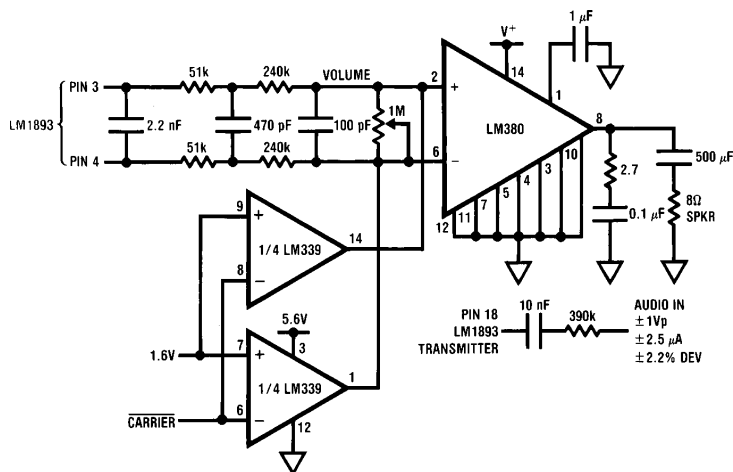 LM1893
PIN 3
51k
240k
VOLUME
2.2 nF
470 pF
100 pF
1M
PIN 4
51k
240k
2
+
6
−
LM380
V+
14
1
1 μF
8
12
11
7
5
4
3
10
2.7
0.1 μF
500 μF
8Ω
SPKR
9
+
8
−
1/4 LM339
14
5.6V
3
1.6V
7
+
6
−
1/4 LM339
1
12
CARRIER
PIN 18
LM1893
TRANSMITTER
10 nF
390k
AUDIO IN
±1Vp
±2.5 μA
±2.2% DEV